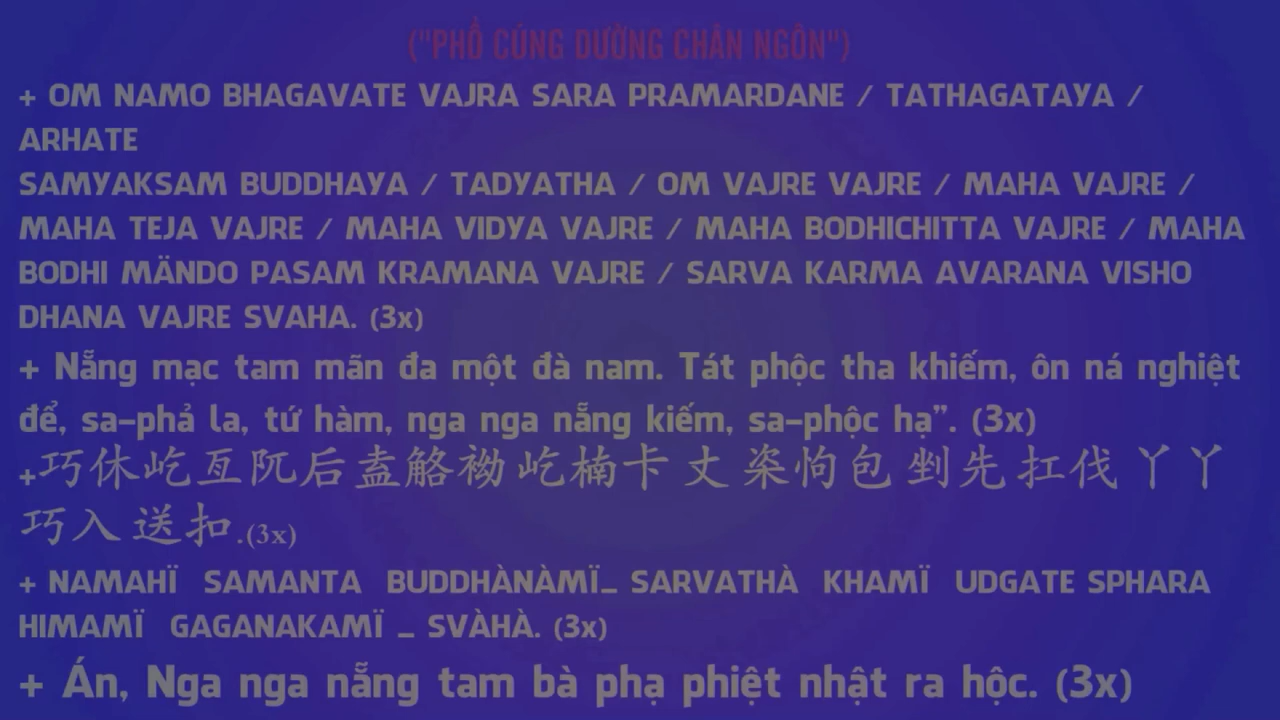 ("PHỔ CÚNG DƯỜNG CHÂN NGÔN")
+ OM NAMO BHAGAVATE VAJRA SARA PRAMARDANE / TATHAGATAYA /
ARHATE
SAMYAKSAM BUDDHAYA / TADYATHA / OM VAJRE VAJRE / MAHA VAJRE /
MAHA TEJA VAJRE / MAHA VIDYA VAJRE / MAHA BODHICHITTA VAJRE / MAHA
BODHI MÄNDO PASAM KRAMANA VAJRE / SARVA KARMA AVARANA VISHO
DHANA VAJRE SVAHA. (3x)
+ Nẵng mạc tam mãn đa một đà nam. Tát phộc tha khiếm, ôn ná nghiệt
để, sa-phả la, tứ hàm, nga nga nẵng kiếm, sa-phộc hạ”. (3x)
+巧休屹亙阢后盍觡袎屹楠卡丈粢怐包剉先扛伐丫丫
巧入送扣.(3x)
+ NAMAHÏ SAMANTA BUDDHÀNÀMÏ_ SARVATHÀ KHAMÏ UDGATE SPHARA
HIMAMÏ GAGANAKAMÏ _ SVÀHÀ. (3x)
+ Án, Nga nga nẵng tam bà phạ phiệt nhật ra hộc. (3x)